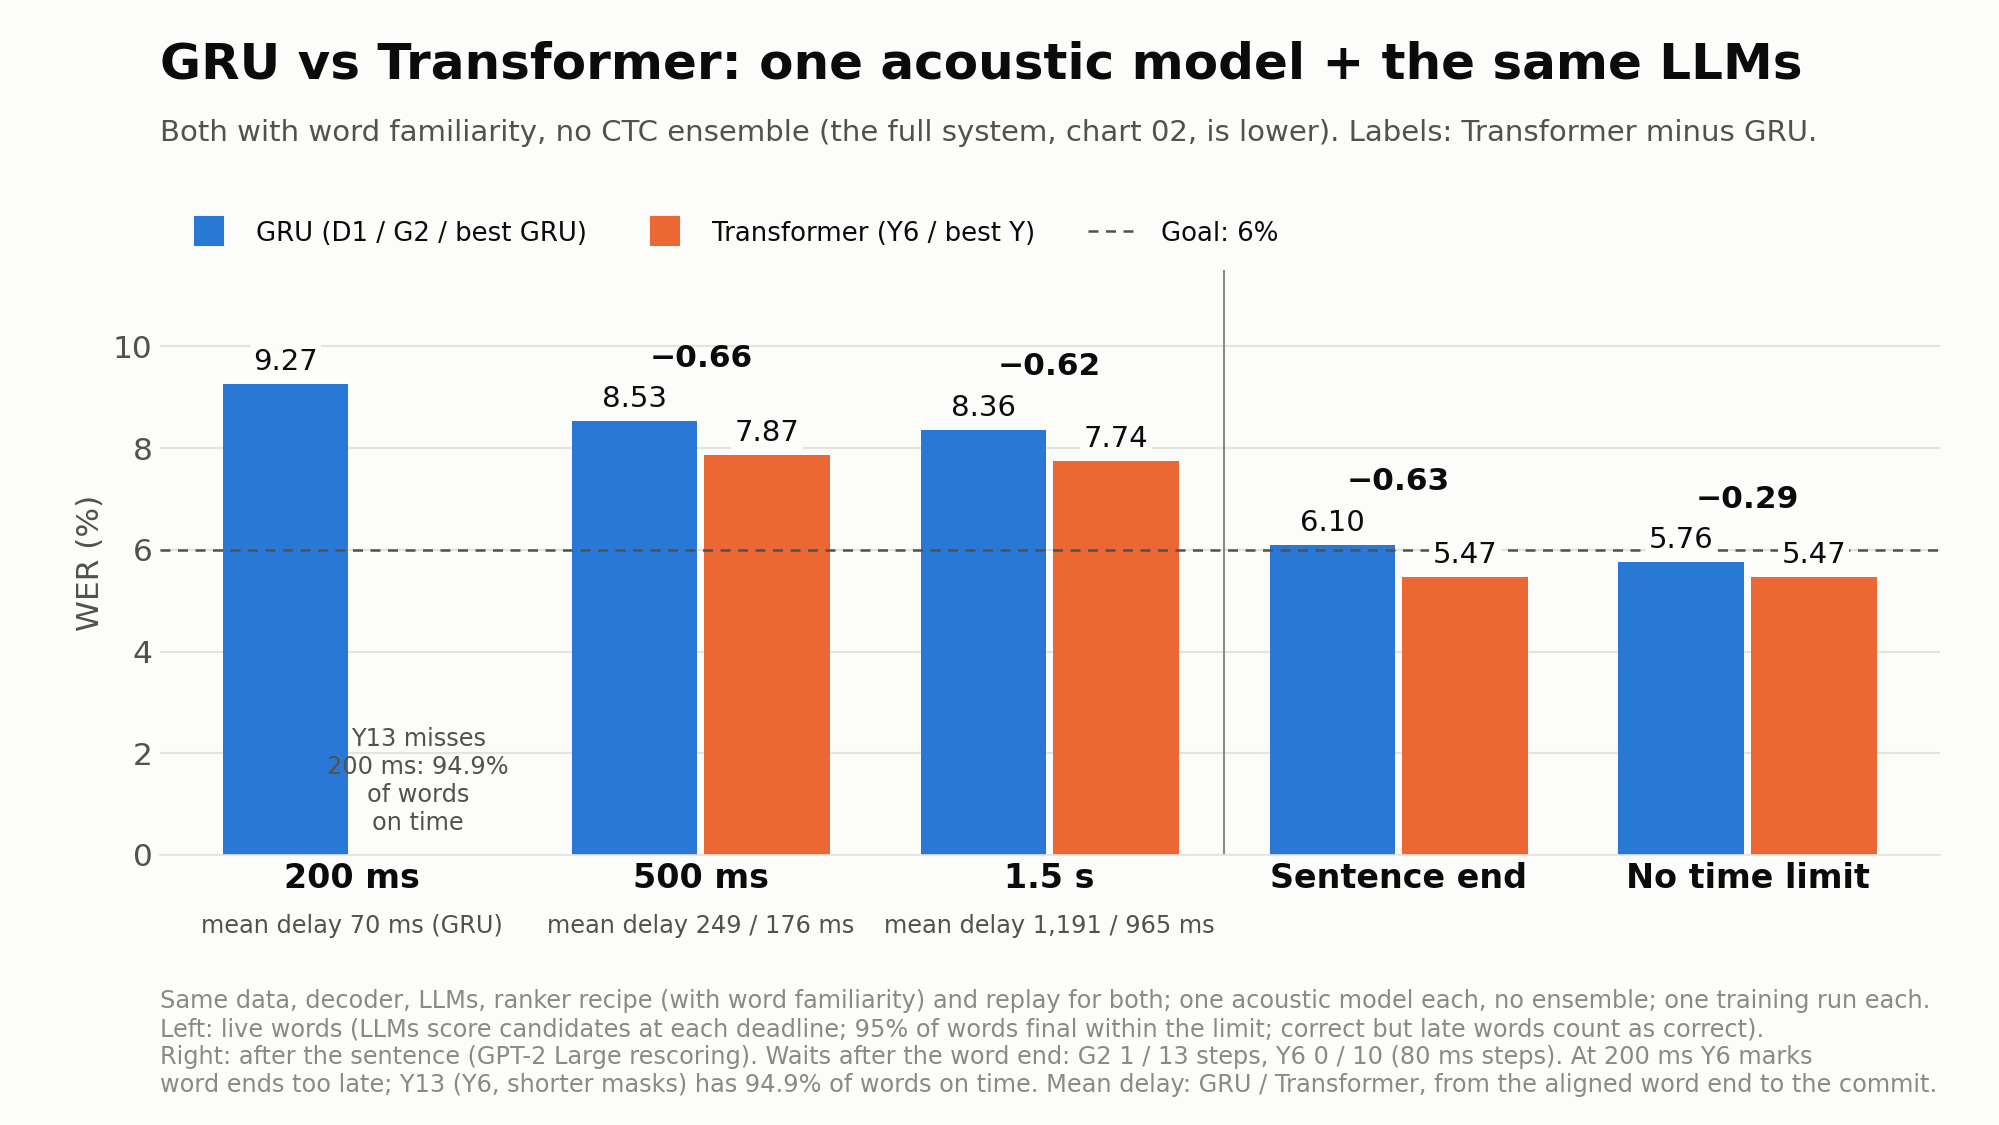 GRU vs Transformer: one acoustic model + the same LLMs
Both with word familiarity, no CTC ensemble (the full system, chart 02, is lower). Labels: Transformer minus GRU.
GRU (D1 / G2 / best GRU)
Transformer (Y6 / best Y)
Goal: 6%
WER (%)
10
8
6
4
2
0
9.27
Y13 misses
200 ms: 94.9%
of words
on time
−0.66
8.53
7.87
−0.62
8.36
7.74
−0.63
6.10
5.47
−0.29
5.76
5.47
200 ms
500 ms
1.5 s
Sentence end
No time limit
mean delay 70 ms (GRU)
mean delay 249 / 176 ms
mean delay 1,191 / 965 ms
Same data, decoder, LLMs, ranker recipe (with word familiarity) and replay for both; one acoustic model each, no ensemble; one training run each.
Left: live words (LLMs score candidates at each deadline; 95% of words final within the limit; correct but late words count as correct).
Right: after the sentence (GPT-2 Large rescoring). Waits after the word end: G2 1 / 13 steps, Y6 0 / 10 (80 ms steps). At 200 ms Y6 marks
word ends too late; Y13 (Y6, shorter masks) has 94.9% of words on time. Mean delay: GRU / Transformer, from the aligned word end to the commit.